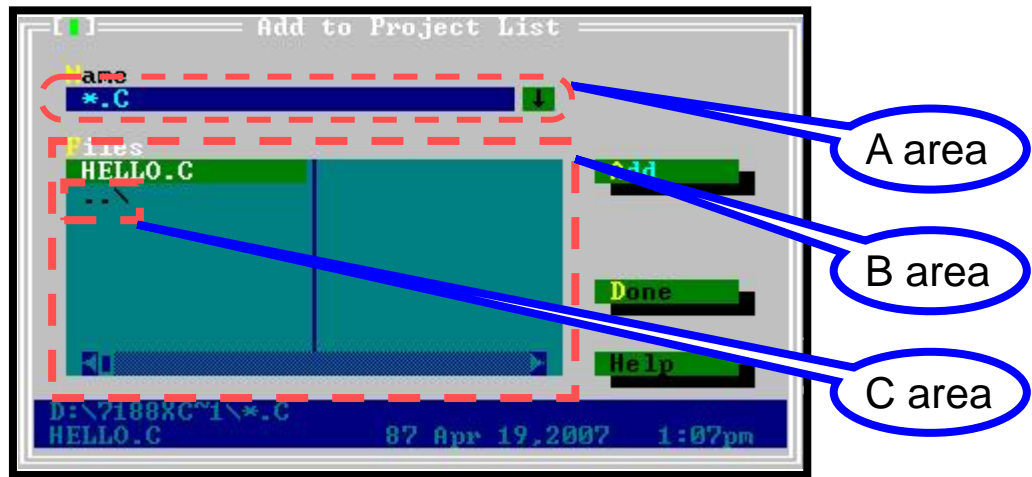 [▮] Add to Project List
Name
*.C ↓
Files
HELLO.C
..\
Add
Done
Help
D:\7188XC~1\*.C
HELLO.C 87 Apr 19,2007 1:07pm
A area
B area
C area